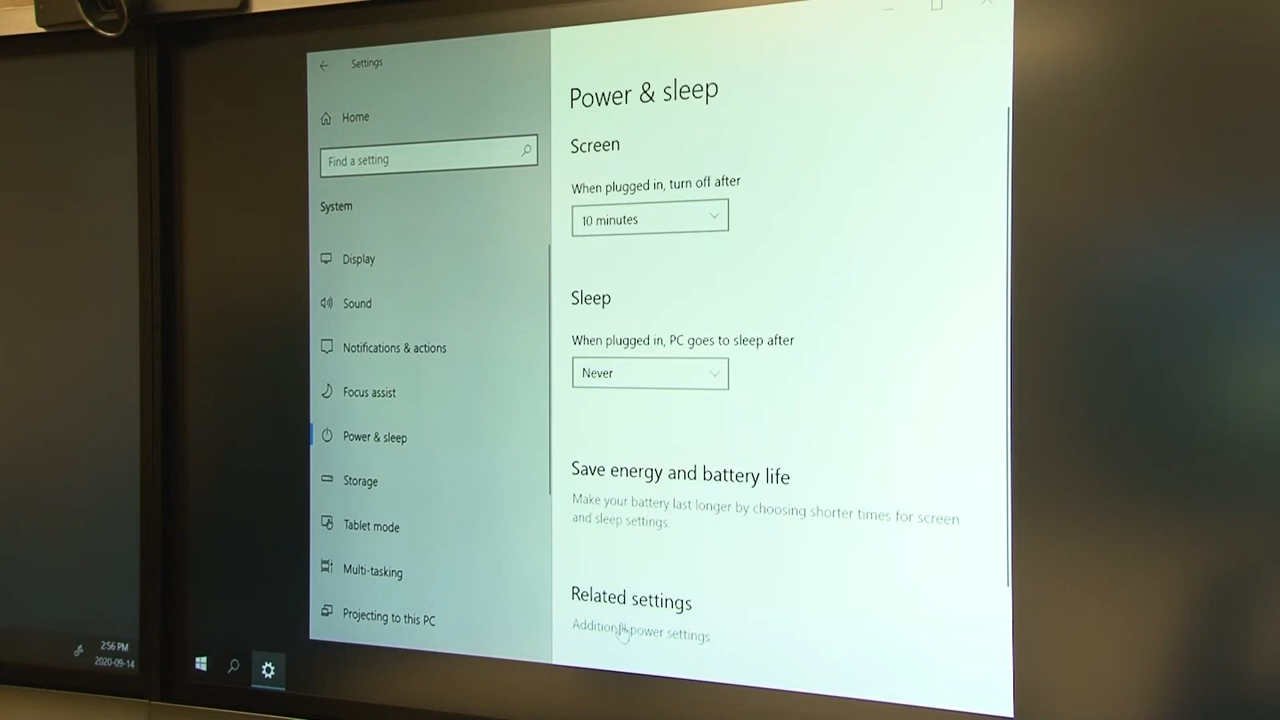 Settings
Home
Find a setting
System
Display
Sound
Notifications & actions
Focus assist
Power & sleep
Storage
Tablet mode
Multi-tasking
Projecting to this PC
Power & sleep
Screen
When plugged in, turn off after
10 minutes
Sleep
When plugged in, PC goes to sleep after
Never
Save energy and battery life
Make your battery last longer by choosing shorter times for screen
and sleep settings.
Related settings
Additional power settings
2:56 PM
2020-09-14